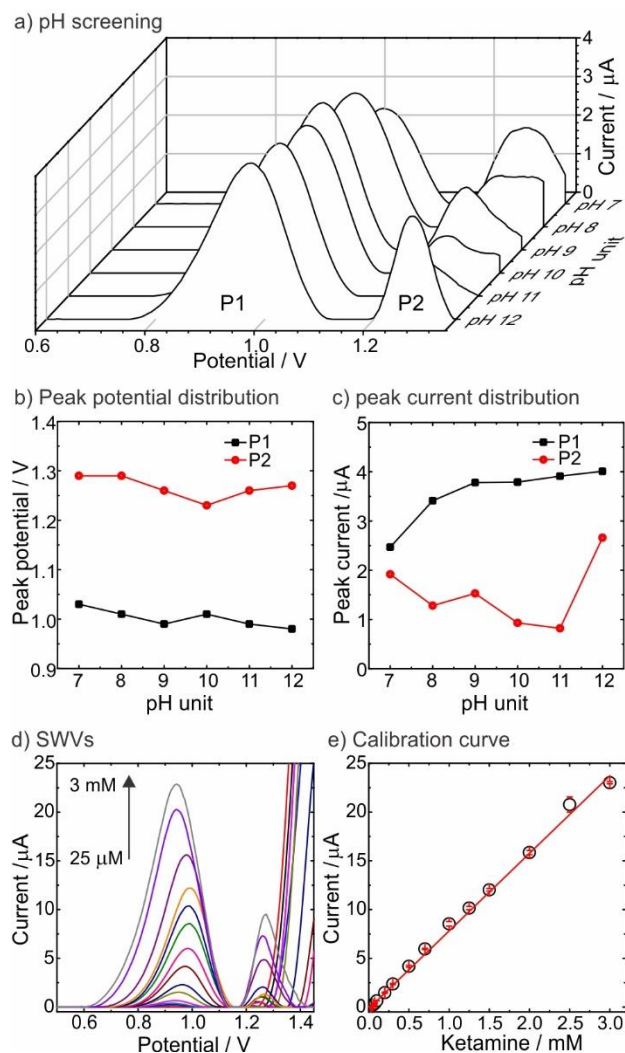 a) pH screening
4
3
2
1
0
Current / μA
pH 7
pH 8
pH 9
pH 10
pH 11
pH 12
pH unit
P1
P2
0.6
0.8
1.0
1.2
Potential / V
b) Peak potential distribution
1.4
1.3
1.2
1.1
1.0
0.9
Peak potential / V
P1
P2
7 8 9 10 11 12
pH unit
c) peak current distribution
5
4
3
2
1
0
Peak current /μA
P1
P2
7 8 9 10 11 12
pH unit
d) SWVs
25
20
15
10
5
0
Current /μA
3 mM
25 μM
0.6 0.8 1.0 1.2 1.4
Potential / V
e) Calibration curve
25
20
15
10
5
0
Current /μA
0.0 0.5 1.0 1.5 2.0 2.5 3.0
Ketamine / mM